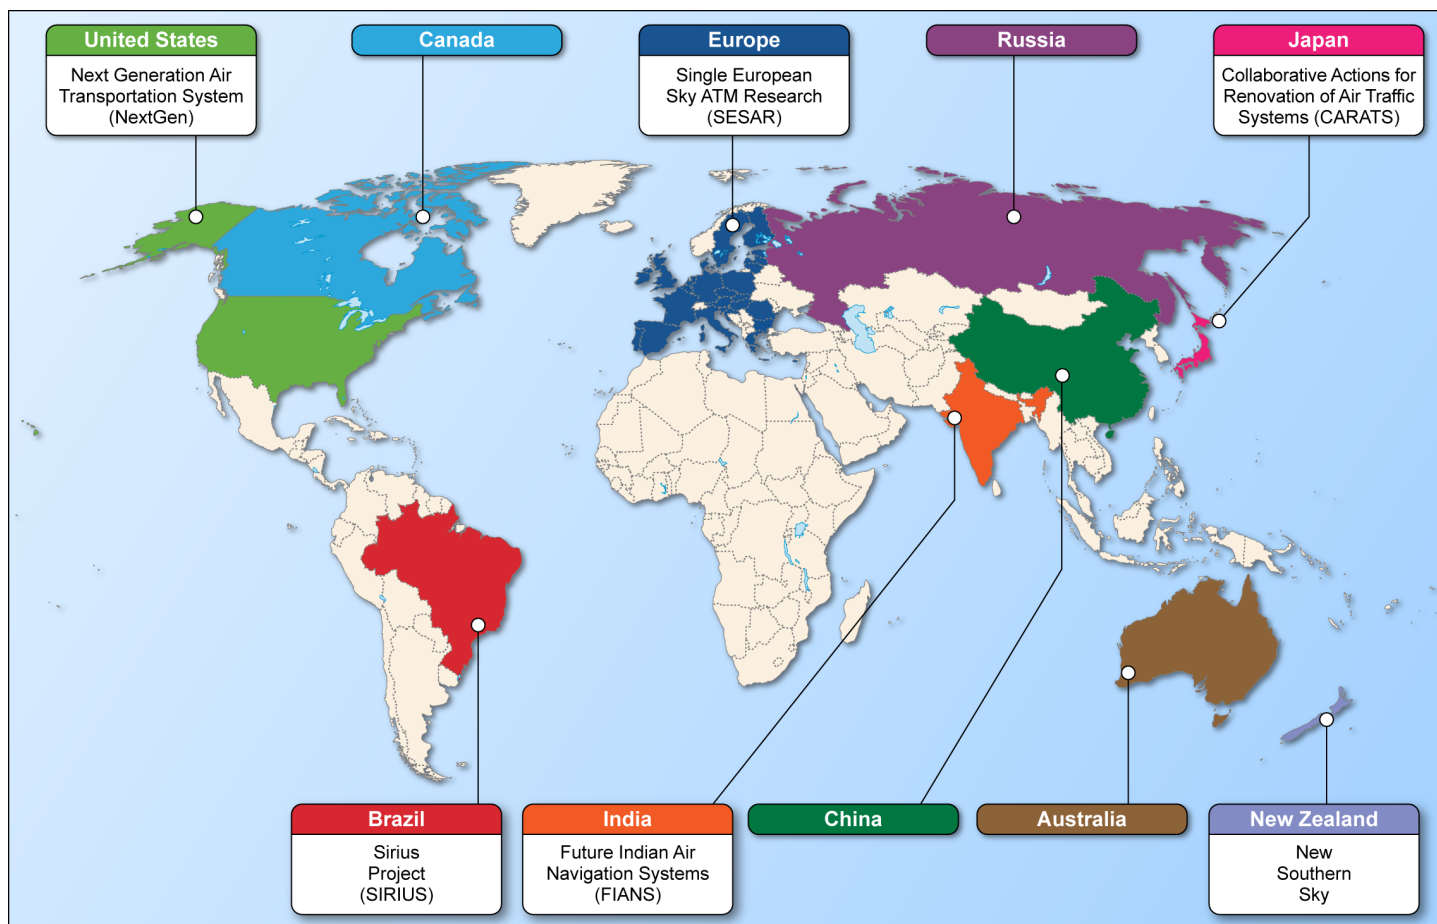 United States
Next Generation Air
Transportation System
(NextGen)
Canada
Europe
Single European
Sky ATM Research
(SESAR)
Russia
Japan
Collaborative Actions for
Renovation of Air Traffic
Systems (CARATS)
Brazil
Sirius
Project
(SIRIUS)
India
Future Indian Air
Navigation Systems
(FIANS)
China
Australia
New Zealand
New
Southern
Sky